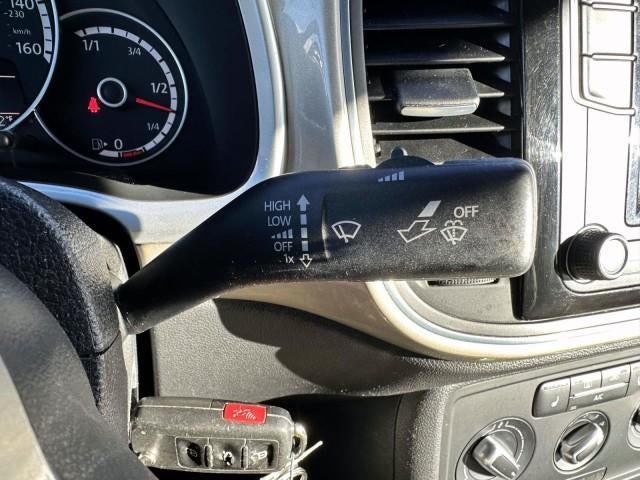 140
-230
km/h
160
1/1
3/4
1/2
1/4
0
°F
HIGH
LOW
OFF
1x
OFF
A/C